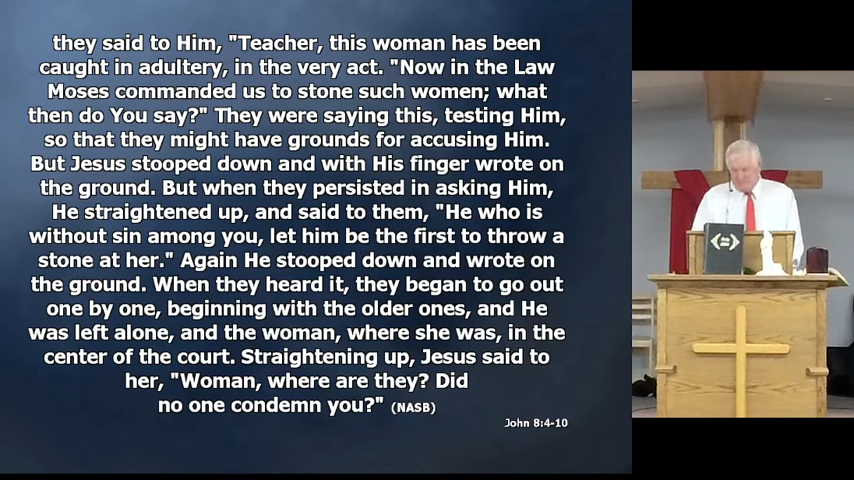 they said to Him, "Teacher, this woman has been
caught in adultery, in the very act. "Now in the Law
Moses commanded us to stone such women; what
then do You say?" They were saying this, testing Him,
so that they might have grounds for accusing Him.
But Jesus stooped down and with His finger wrote on
the ground. But when they persisted in asking Him,
He straightened up, and said to them, "He who is
without sin among you, let him be the first to throw a
stone at her." Again He stooped down and wrote on
the ground. When they heard it, they began to go out
one by one, beginning with the older ones, and He
was left alone, and the woman, where she was, in the
center of the court. Straightening up, Jesus said to
her, "Woman, where are they? Did
no one condemn you?" (NASB)
John 8:4-10